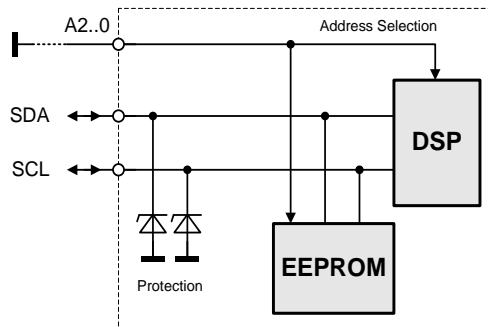 A2..0
Address Selection
SDA
DSP
SCL
EEPROM
Protection